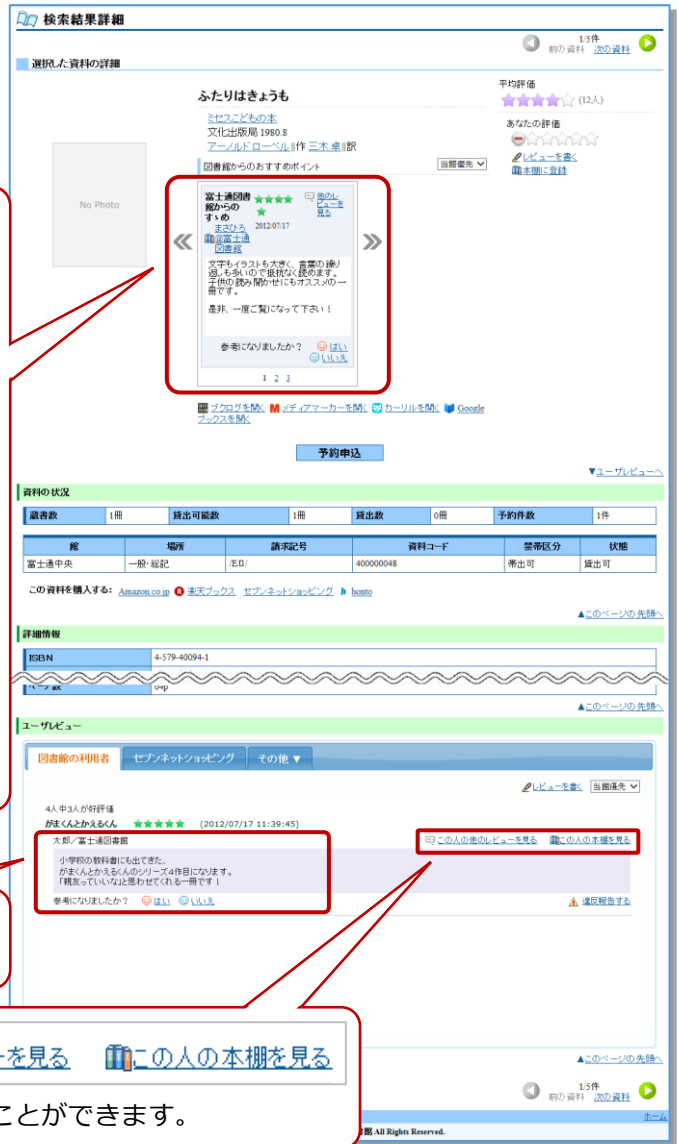 検索結果詳細
1/5件
前の資料 次の資料
選択した資料の詳細
No Photo
ふたりはきょうも
ミセスこどもの本
文化出版局 1980.8
アーノルド ローベル∥作 三木 卓∥訳
図書館からのおすすめポイント
当館優先
平均評価
(12人)
あなたの評価
レビューを書く
本棚に登録
富士通図書館からのすゝめ
★★★★★
他のレビューを見る
まさひろ 2012/07/17
@富士通図書館
文字もイラストも大きく、言葉の繰り
返しも多いので抵抗なく読めます。
子供の読み聞かせにもオススメの一
冊です。
是非、一度ご覧になって下さい!
参考になりましたか? はい
いいえ
1 2 3
ブクログを開く メディアマーカーを開く カーリルを開く Google
ブックスを開く
予約申込
▼ユーザレビューへ
資料の状況
蔵書数 1冊 貸出可能数 1冊 貸出数 0冊 予約件数 1件
館 場所 請求記号 資料コード 禁帯区分 状態
富士通中央 一般・総記 /Eロ/ 400000048 帯出可 貸出可
この資料を購入する: Amazon.co.jp 楽天ブックス セブンネットショッピング honto
▲このページの先頭へ
詳細情報
ISBN 4-579-40094-1
ページ数 64p
▲このページの先頭へ
ユーザレビュー
図書館の利用者 セブンネットショッピング その他 ▼
レビューを書く 当館優先
4人中3人が好評価
がまくんとかえるくん ★★★★★ (2012/07/17 11:39:45)
太郎/富士通図書館
この人の他のレビューを見る この人の本棚を見る
小学校の教科書にも出てきた、
がまくんとかえるくんのシリーズ4作目になります。
「親友っていいな」と思わせてくれる一冊です!
参考になりましたか? はい いいえ
違反報告する
ーを見る この人の本棚を見る
ことができます。
▲このページの先頭へ
1/5件
前の資料 次の資料
ホーム
館 All Rights Reserved.